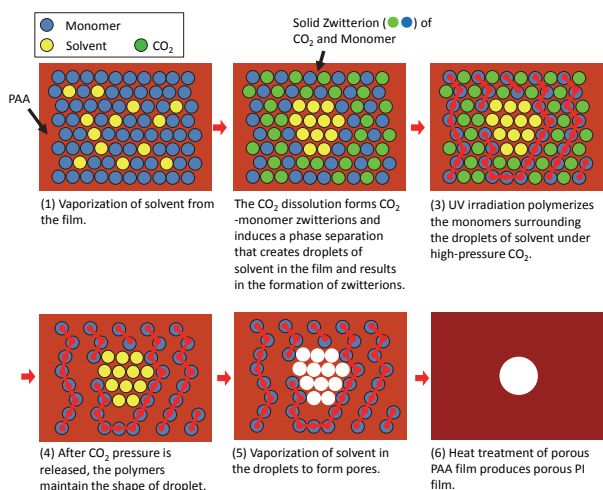 Monomer
Solvent
CO2
Solid Zwitterion ( ) of
CO2 and Monomer
PAA
(1) Vaporization of solvent from
the film.
The CO2 dissolution forms CO2
-monomer zwitterions and
induces a phase separation
that creates droplets of
solvent in the film and results
in the formation of zwitterions.
(3) UV irradiation polymerizes
the monomers surrounding
the droplets of solvent under
high-pressure CO2.
(4) After CO2 pressure is
released, the polymers
maintain the shape of droplet.
(5) Vaporization of solvent in
the droplets to form pores.
(6) Heat treatment of porous
PAA film produces porous PI
film.